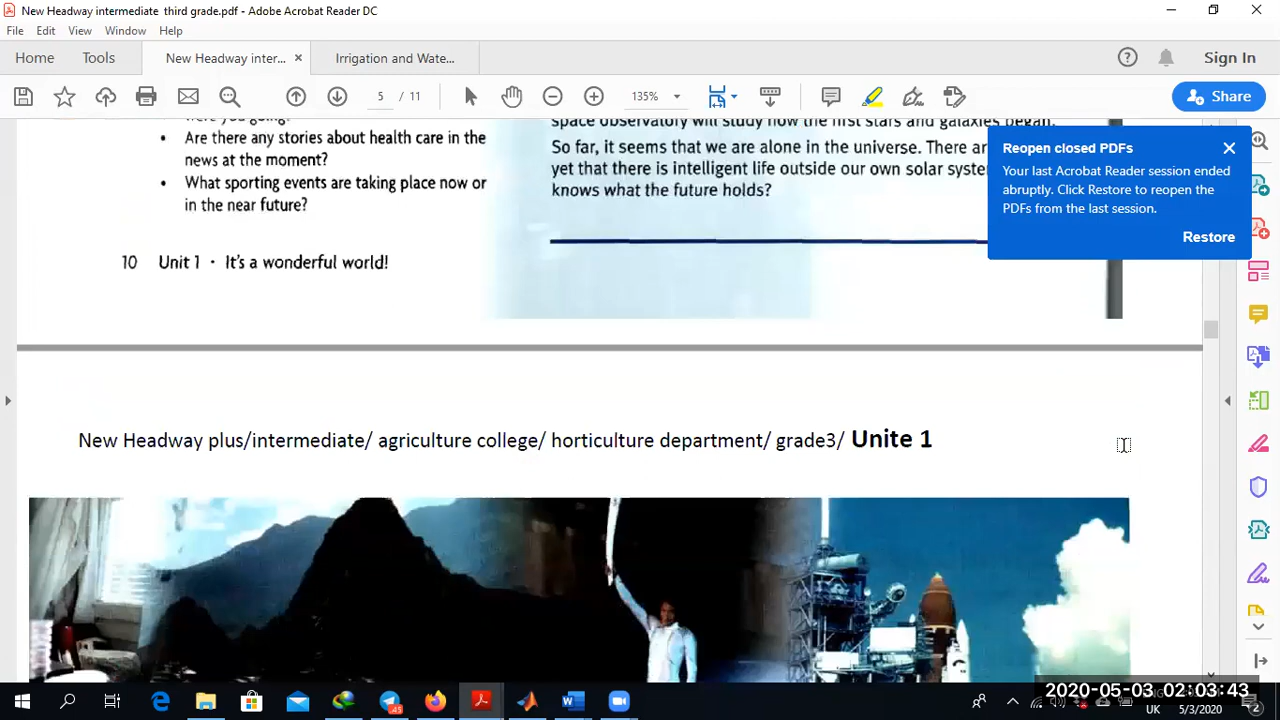 New Headway intermediate  third grade.pdf - Adobe Acrobat Reader DC
File Edit View Window Help
Home Tools New Headway inter... × Irrigation and Wate... Sign In
5 / 11 135% Share
were you going?
• Are there any stories about health care in the
news at the moment?
• What sporting events are taking place now or
in the near future?
10 Unit 1 · It's a wonderful world!
space observatory will study how the first stars and galaxies began.
So far, it seems that we are alone in the universe. There ar
yet that there is intelligent life outside our own solar syste
knows what the future holds?
Reopen closed PDFs
Your last Acrobat Reader session ended
abruptly. Click Restore to reopen the
PDFs from the last session.
Restore
New Headway plus/intermediate/ agriculture college/ horticulture department/ grade3/ Unite 1
45
2020-05-03 02:03:43
UK 5/3/2020 2